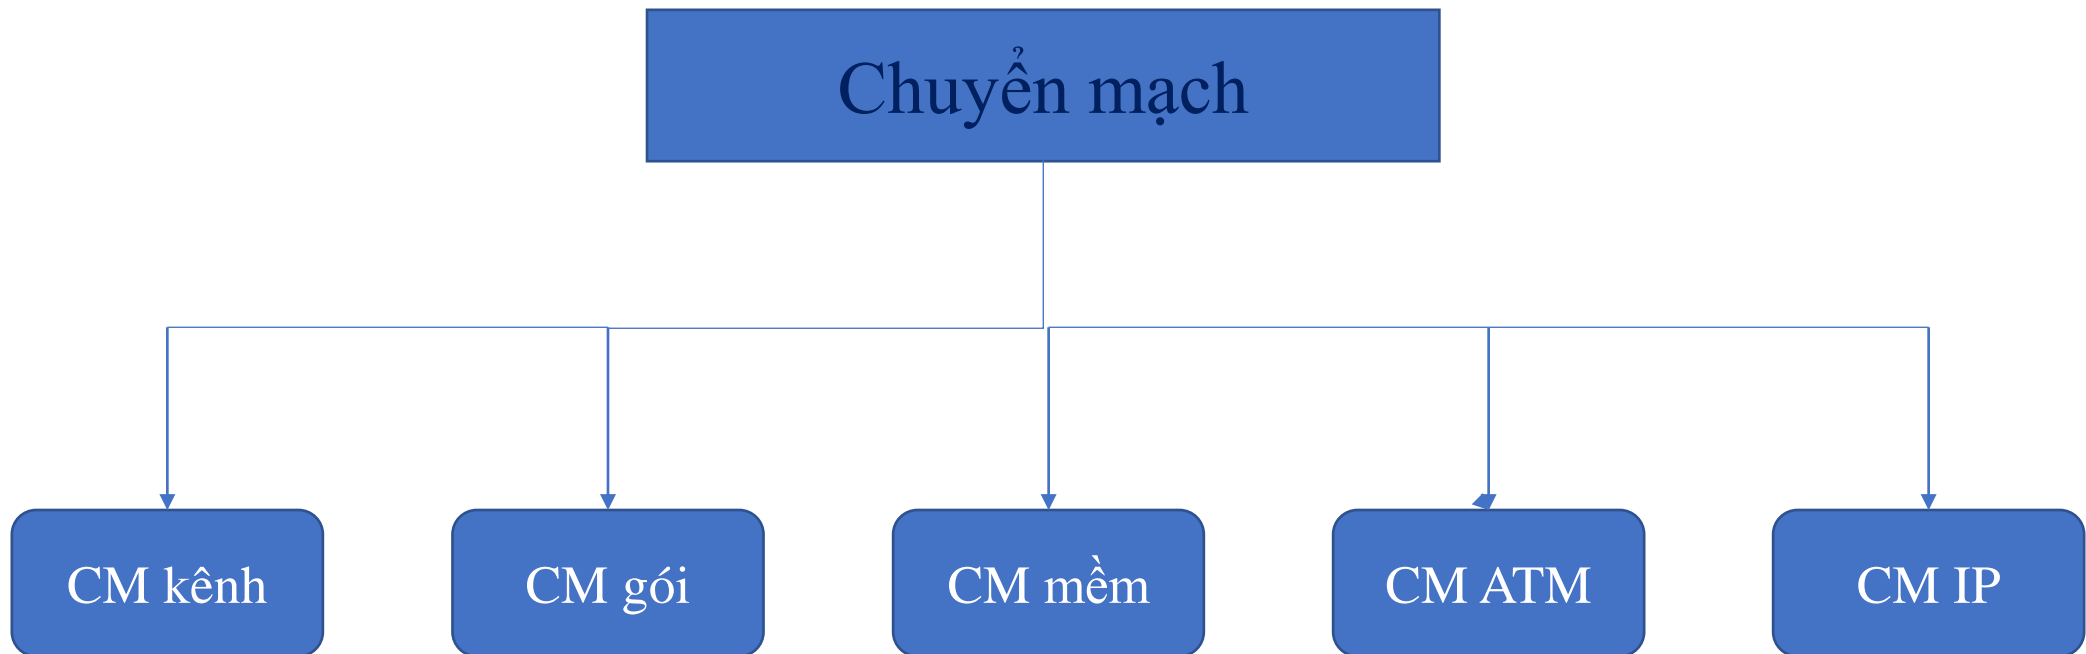 Chuyển mạch
CM kênh
CM gói
CM mềm
CM ATM
CM IP